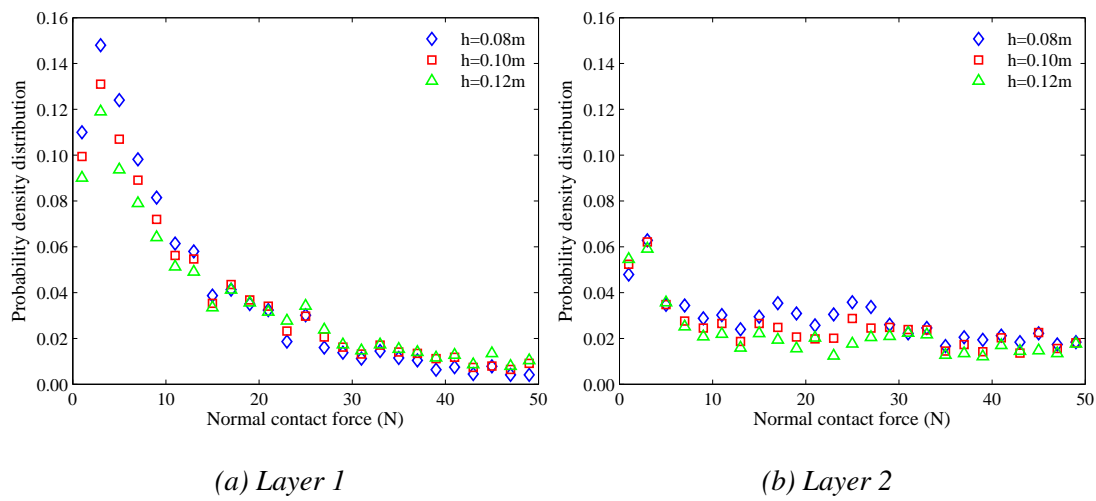 0.16
0.14
0.12
0.10
0.08
0.06
0.04
0.02
0.00
Probability density distribution
h=0.08m
h=0.10m
h=0.12m
0 10 20 30 40 50
Normal contact force (N)
(a) Layer 1
0.16
0.14
0.12
0.10
0.08
0.06
0.04
0.02
0.00
Probability density distribution
h=0.08m
h=0.10m
h=0.12m
0 10 20 30 40 50
Normal contact force (N)
(b) Layer 2